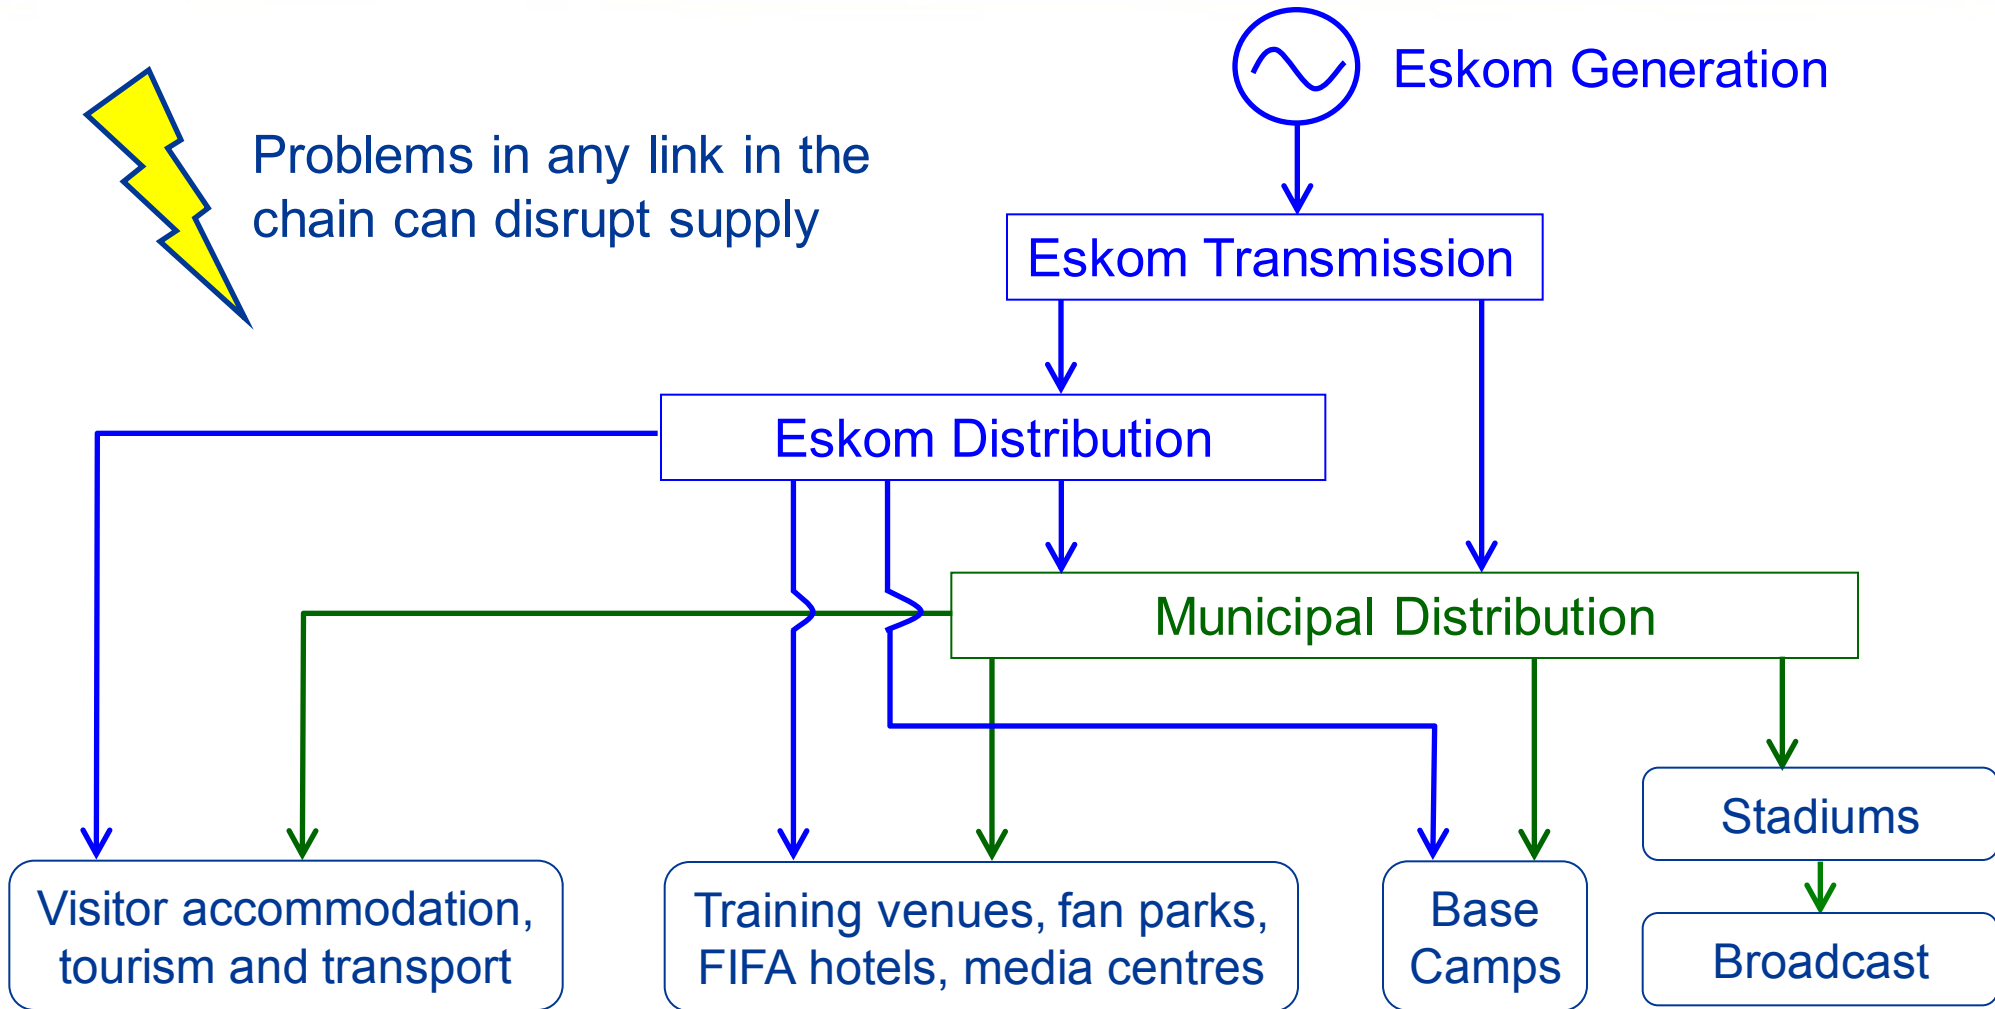 Eskom Generation
Problems in any link in the
chain can disrupt supply
Eskom Transmission
Eskom Distribution
Municipal Distribution
Stadiums
Visitor accommodation,
tourism and transport
Training venues, fan parks,
FIFA hotels, media centres
Base
Camps
Broadcast